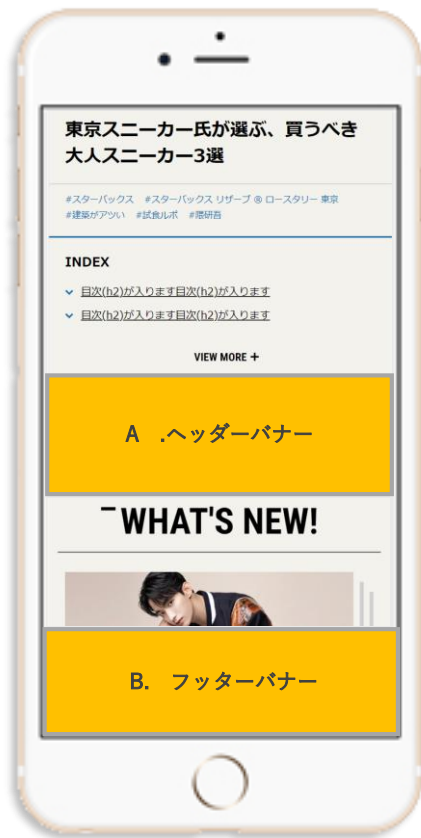 東京スニーカー氏が選ぶ、買うべき
大人スニーカー3選
#スターバックス #スターバックス リザーブ ® ロースタリー 東京
#建築がアツい #試食ルポ #隈研吾
INDEX
目次(h2)が入ります目次(h2)が入ります
目次(h2)が入ります目次(h2)が入ります
VIEW MORE +
A .ヘッダーバナー
WHAT'S NEW!
B. フッターバナー